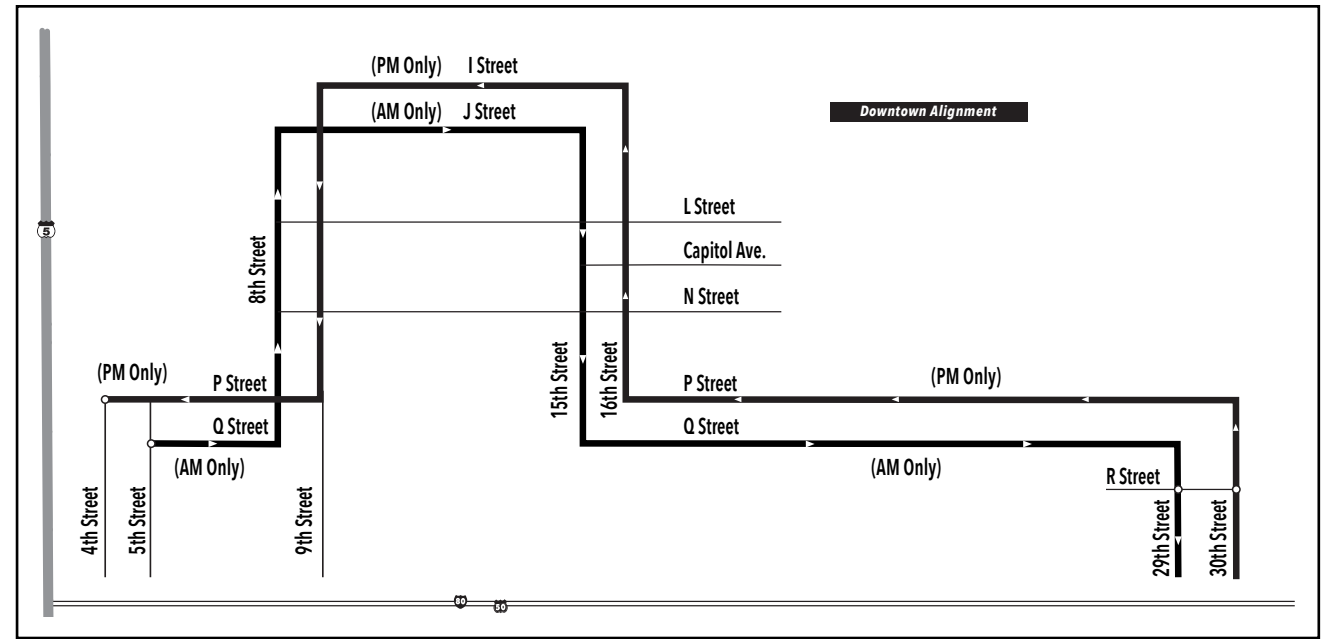 (PM Only) I Street
(AM Only) J Street
Downtown Alignment
L Street
5
Capitol Ave.
8th Street
N Street
(PM Only)
P Street
15th Street
16th Street
P Street
(PM Only)
Q Street
Q Street
(AM Only)
(AM Only)
R Street
4th Street
5th Street
9th Street
29th Street
30th Street
80
50